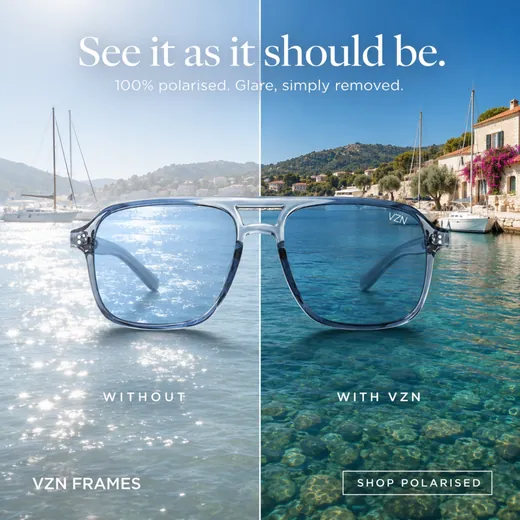 See it as it should be.
100% polarised. Glare, simply removed.
VZN
WITHOUT
WITH VZN
VZN FRAMES
SHOP POLARISED